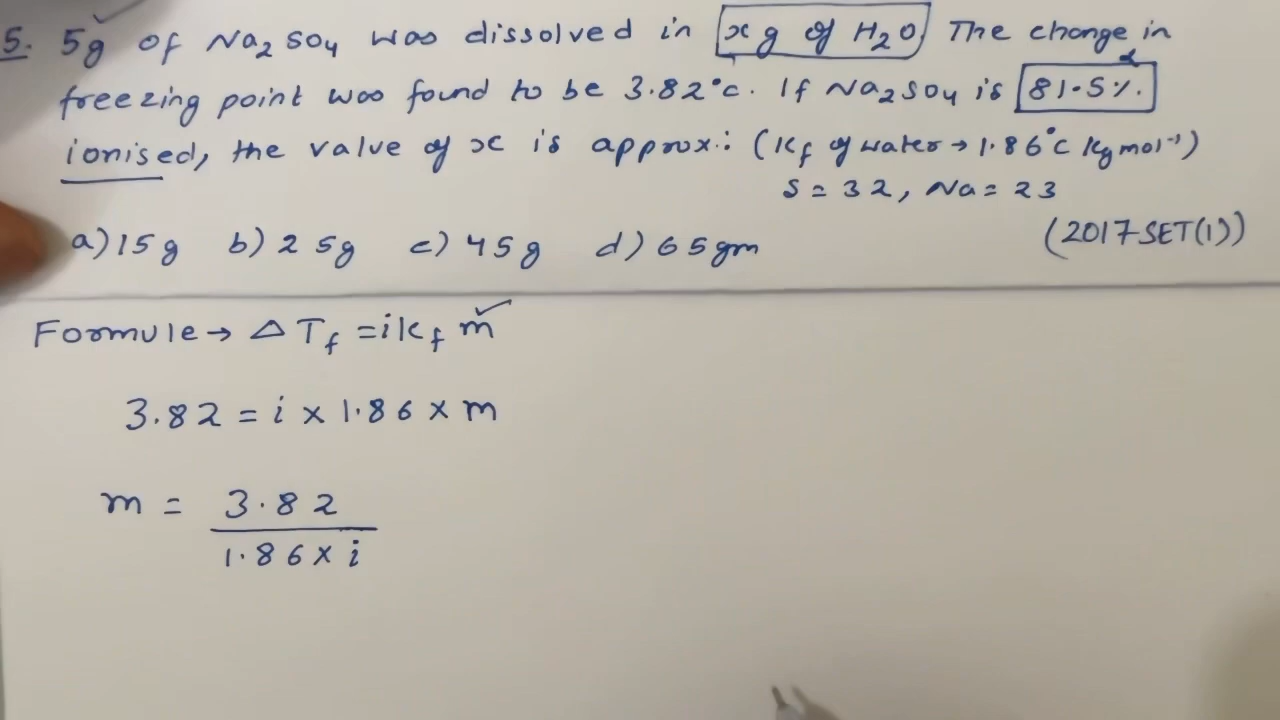 5. 5g of Na2SO4 was dissolved in x g of H2O The change in
α
freezing point was found to be 3.82°c. If Na2SO4 is 81.5%.
ionised, the value of x is approx.: (Kf of water → 1.86°C Kg mol⁻¹)
S = 32, Na = 23
a) 15g b) 25g c) 45g d) 65gm (2017-SET(1))
Formule → ΔTf = i kf m
3.82 = i × 1.86 × m
m = 3.82
1.86 × i